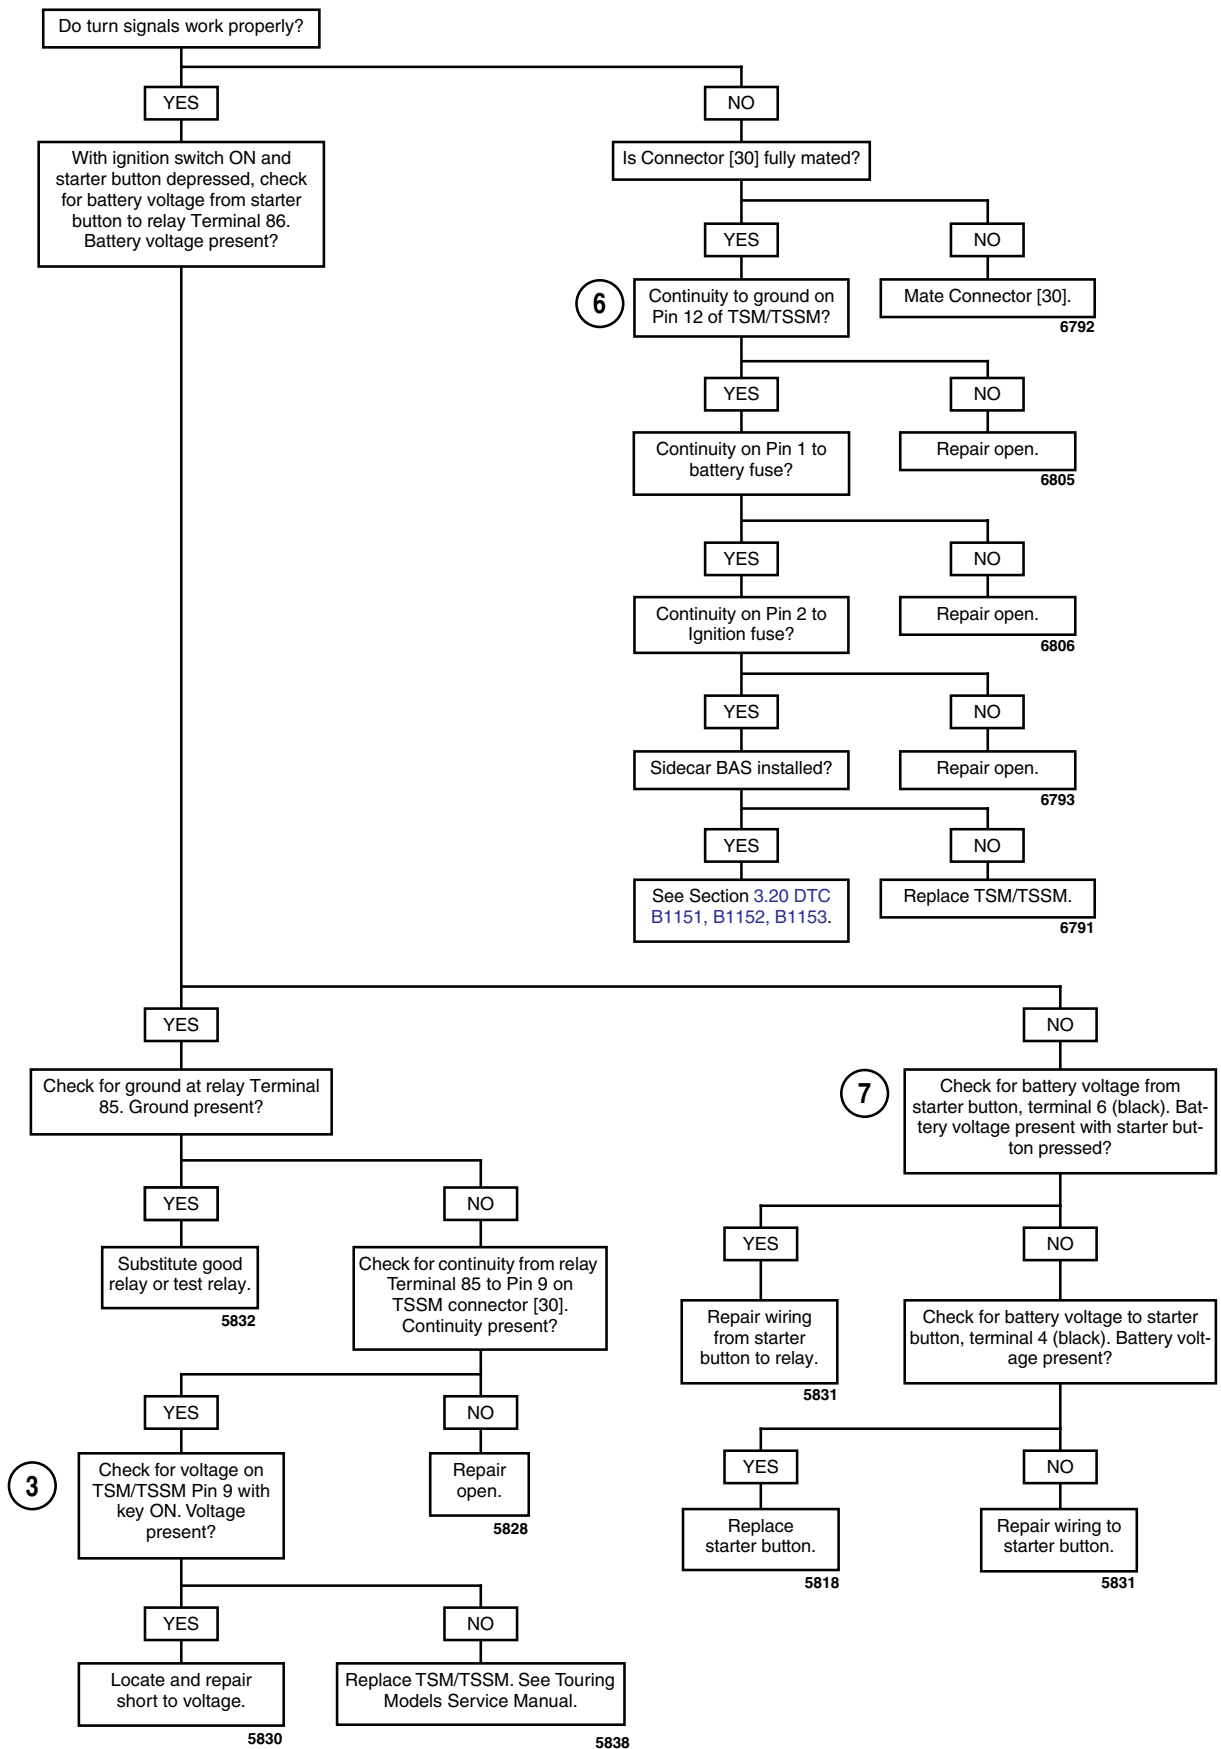 Do turn signals work properly?
YES
NO
With ignition switch ON and
starter button depressed, check
for battery voltage from starter
button to relay Terminal 86.
Battery voltage present?
Is Connector [30] fully mated?
YES
NO
6
Continuity to ground on
Pin 12 of TSM/TSSM?
Mate Connector [30].
6792
YES
NO
Continuity on Pin 1 to
battery fuse?
Repair open.
6805
YES
NO
Continuity on Pin 2 to
Ignition fuse?
Repair open.
6806
YES
NO
Sidecar BAS installed?
Repair open.
6793
YES
NO
See Section 3.20 DTC
B1151, B1152, B1153.
Replace TSM/TSSM.
6791
YES
NO
Check for ground at relay Terminal
85. Ground present?
7
Check for battery voltage from
starter button, terminal 6 (black). Bat-
tery voltage present with starter but-
ton pressed?
YES
NO
Substitute good
relay or test relay.
5832
Check for continuity from relay
Terminal 85 to Pin 9 on
TSSM connector [30].
Continuity present?
YES
NO
Repair wiring
from starter
button to relay.
5831
Check for battery voltage to starter
button, terminal 4 (black). Battery volt-
age present?
YES
NO
3
Check for voltage on
TSM/TSSM Pin 9 with
key ON. Voltage
present?
Repair
open.
5828
YES
NO
Replace
starter button.
5818
Repair wiring to
starter button.
5831
YES
NO
Locate and repair
short to voltage.
5830
Replace TSM/TSSM. See Touring
Models Service Manual.
5838